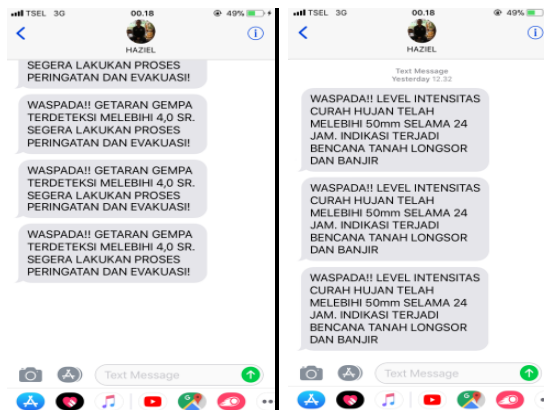 TSEL 3G 00.18 49%
HAZIEL
SEGERA LAKUKAN PROSES
PERINGATAN DAN EVAKUASI!
WASPADA!! GETARAN GEMPA
TERDETEKSI MELEBIHI 4,0 SR.
SEGERA LAKUKAN PROSES
PERINGATAN DAN EVAKUASI!
WASPADA!! GETARAN GEMPA
TERDETEKSI MELEBIHI 4,0 SR.
SEGERA LAKUKAN PROSES
PERINGATAN DAN EVAKUASI!
WASPADA!! GETARAN GEMPA
TERDETEKSI MELEBIHI 4,0 SR.
SEGERA LAKUKAN PROSES
PERINGATAN DAN EVAKUASI!
Text Message
TSEL 3G 00.18 49%
HAZIEL
Text Message
Yesterday 12.32
WASPADA!! LEVEL INTENSITAS
CURAH HUJAN TELAH
MELEBIHI 50mm SELAMA 24
JAM. INDIKASI TERJADI
BENCANA TANAH LONGSOR
DAN BANJIR
WASPADA!! LEVEL INTENSITAS
CURAH HUJAN TELAH
MELEBIHI 50mm SELAMA 24
JAM. INDIKASI TERJADI
BENCANA TANAH LONGSOR
DAN BANJIR
WASPADA!! LEVEL INTENSITAS
CURAH HUJAN TELAH
MELEBIHI 50mm SELAMA 24
JAM. INDIKASI TERJADI
BENCANA TANAH LONGSOR
DAN BANJIR
Text Message